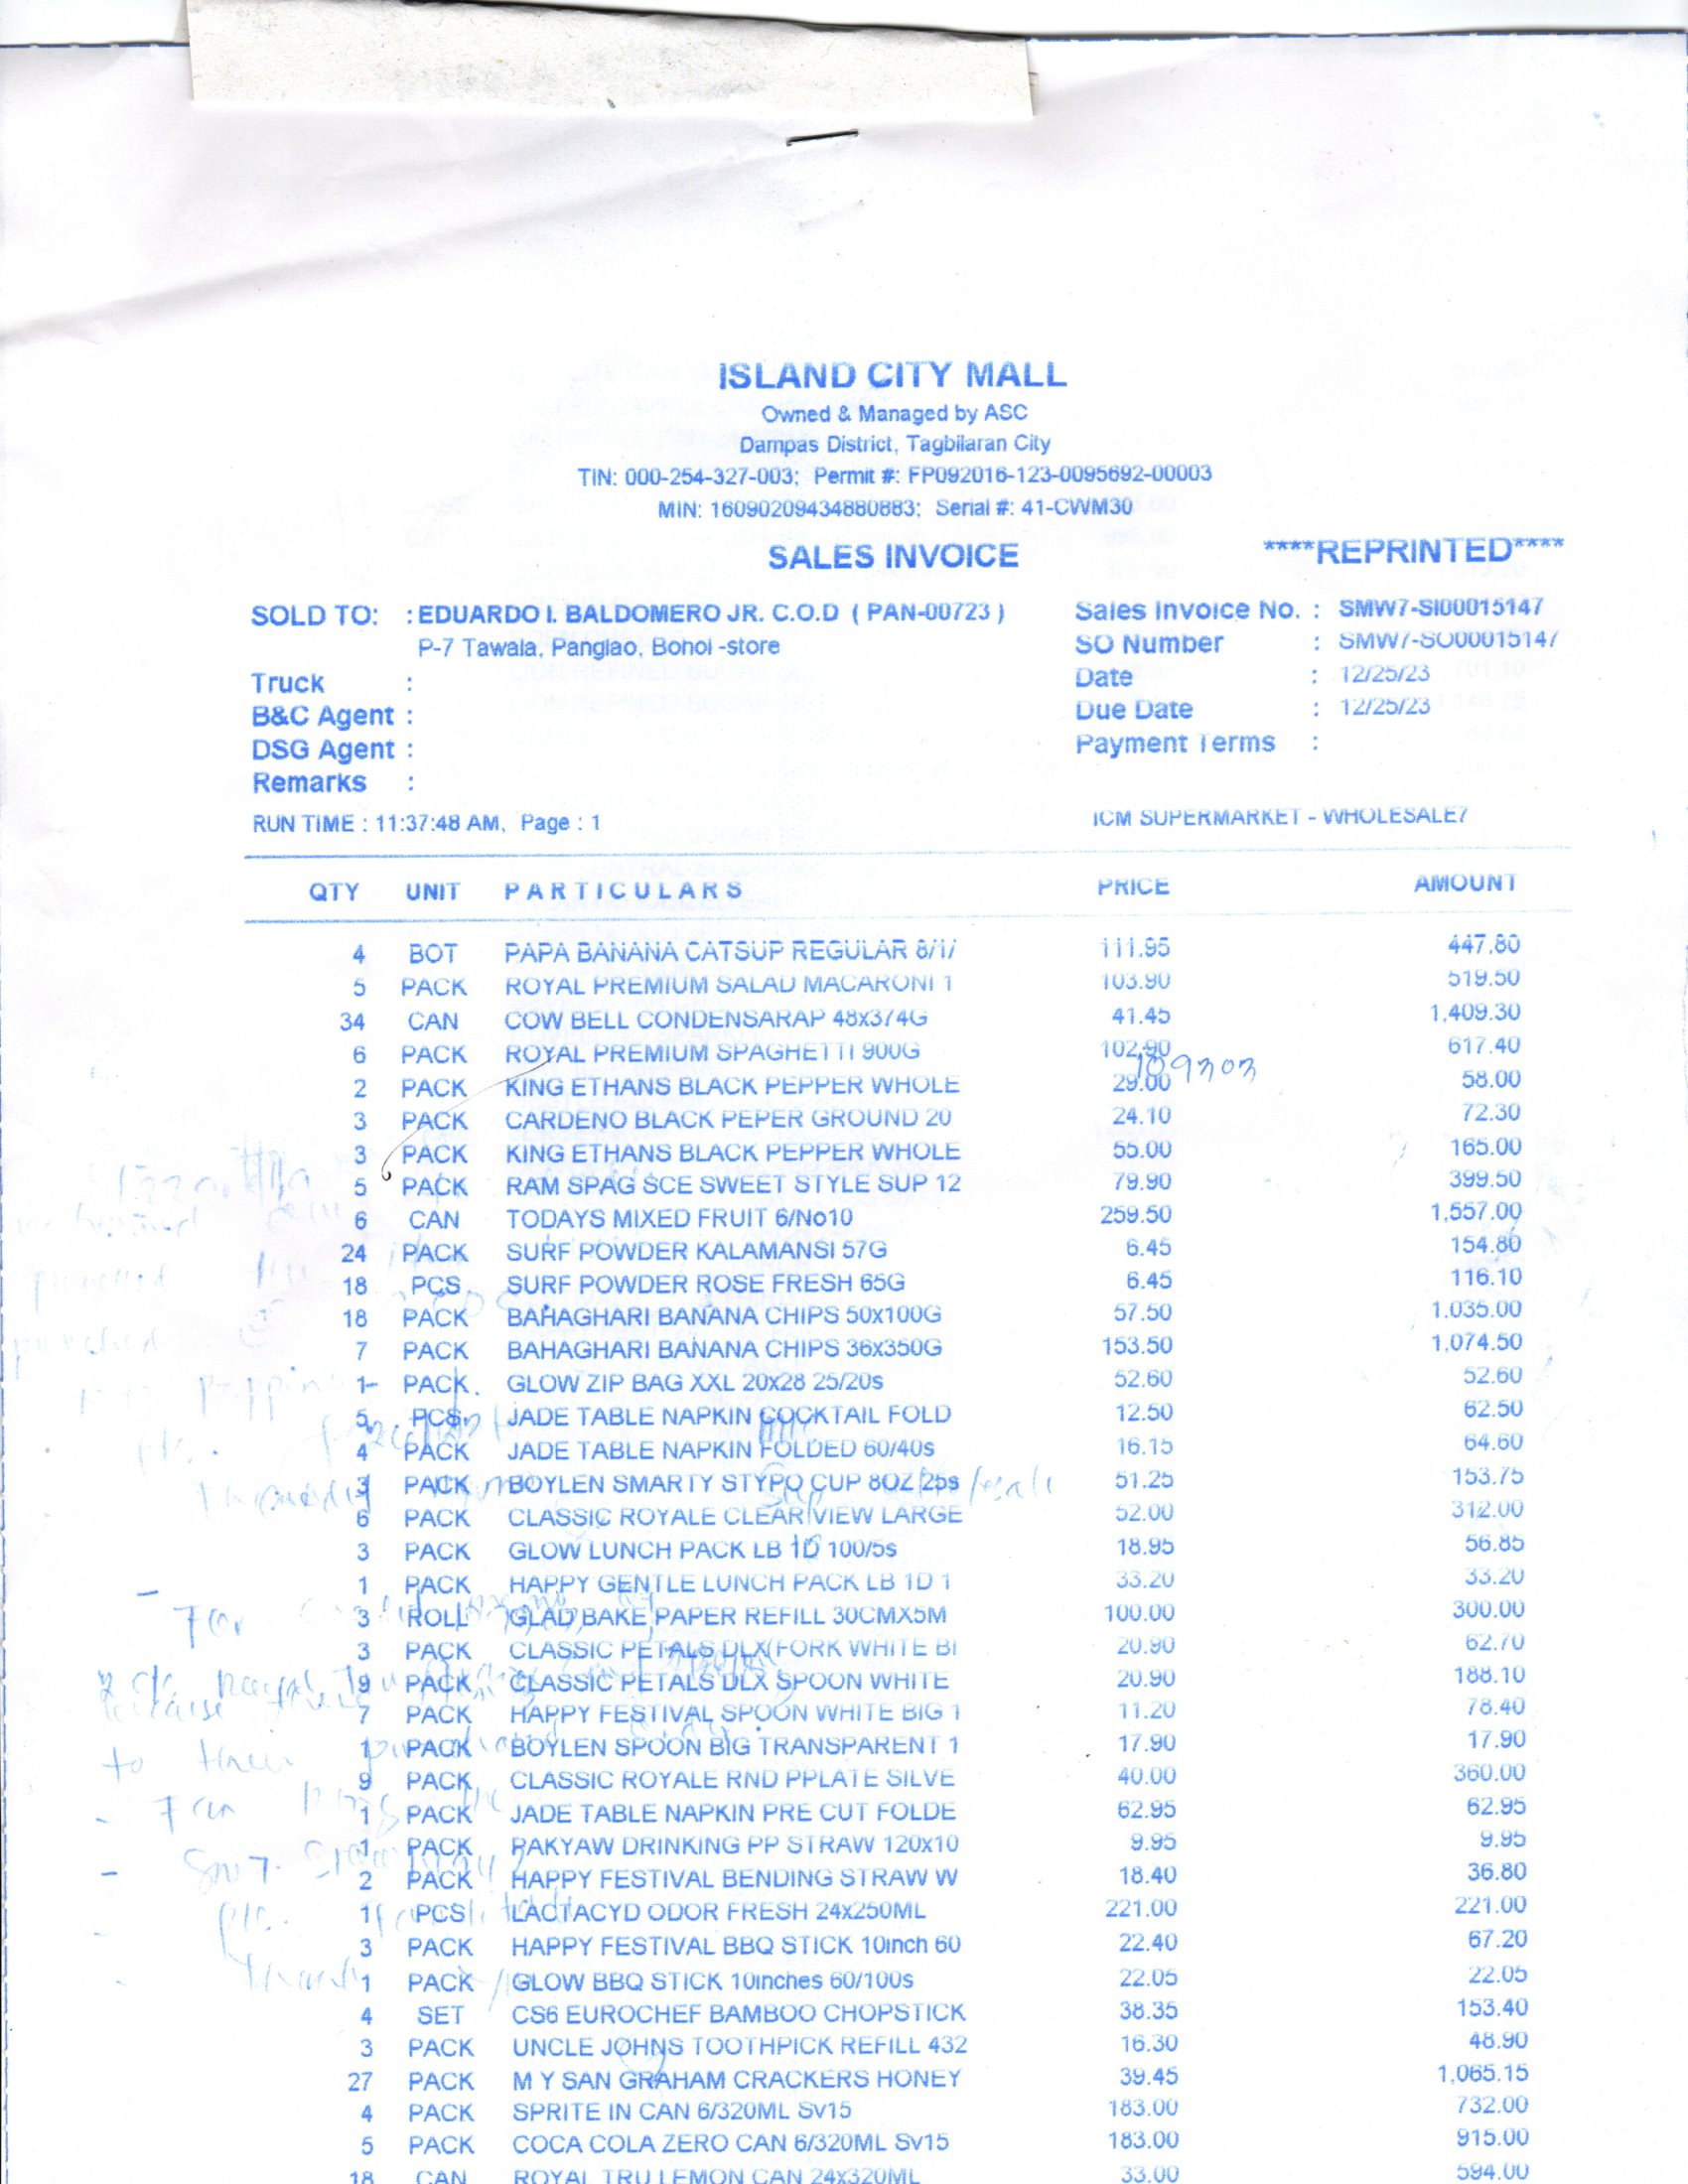 ISLAND CITY MALL
Owned & Managed by ASC
Dampas District, Tagbilaran City
TIN: 000-254-327-003; Permit #: FP092016-123-0095692-00003
MIN: 16090209434880883; Serial #: 41-CWM30
SALES INVOICE ****REPRINTED****
SOLD TO: : EDUARDO I. BALDOMERO JR. C.O.D ( PAN-00723 ) Sales Invoice No. : SMW7-SI00015147
P-7 Tawala, Panglao, Bohol -store SO Number : SMW7-SO00015147
Truck : Date : 12/25/23
B&C Agent : Due Date : 12/25/23
DSG Agent : Payment Terms :
Remarks :
RUN TIME : 11:37:48 AM, Page : 1 ICM SUPERMARKET - WHOLESALE7
QTY UNIT PARTICULARS PRICE AMOUNT
4 BOT PAPA BANANA CATSUP REGULAR 8/1/ 111.95 447.80
5 PACK ROYAL PREMIUM SALAD MACARONI 1 103.90 519.50
34 CAN COW BELL CONDENSARAP 48x374G 41.45 1,409.30
6 PACK ROYAL PREMIUM SPAGHETTI 900G 102.90 617.40
109303
2 PACK KING ETHANS BLACK PEPPER WHOLE 29.00 58.00
3 PACK CARDENO BLACK PEPER GROUND 20 24.10 72.30
3 PACK KING ETHANS BLACK PEPPER WHOLE 55.00 165.00
5 PACK RAM SPAG SCE SWEET STYLE SUP 12 79.90 399.50
6 CAN TODAYS MIXED FRUIT 6/No10 259.50 1,557.00
24 PACK SURF POWDER KALAMANSI 57G 6.45 154.80
18 PCS SURF POWDER ROSE FRESH 65G 6.45 116.10
18 PACK BAHAGHARI BANANA CHIPS 50x100G 57.50 1,035.00
7 PACK BAHAGHARI BANANA CHIPS 36x350G 153.50 1,074.50
1 PACK GLOW ZIP BAG XXL 20x28 25/20s 52.60 52.60
5 PCS JADE TABLE NAPKIN COCKTAIL FOLD 12.50 62.50
4 PACK JADE TABLE NAPKIN FOLDED 60/40s 16.15 64.60
3 PACK BOYLEN SMARTY STYPO CUP 8OZ 25s 51.25 153.75
6 PACK CLASSIC ROYALE CLEAR VIEW LARGE 52.00 312.00
3 PACK GLOW LUNCH PACK LB 1D 100/5s 18.95 56.85
1 PACK HAPPY GENTLE LUNCH PACK LB 1D 1 33.20 33.20
For
3 ROLL GLAD BAKE PAPER REFILL 30CMX5M 100.00 300.00
3 PACK CLASSIC PETALS DLX FORK WHITE BI 20.90 62.70
9 PACK CLASSIC PETALS DLX SPOON WHITE 20.90 188.10
7 PACK HAPPY FESTIVAL SPOON WHITE BIG 1 11.20 78.40
to their
1 PACK BOYLEN SPOON BIG TRANSPARENT 1 17.90 17.90
9 PACK CLASSIC ROYALE RND PPLATE SILVE 40.00 360.00
1 PACK JADE TABLE NAPKIN PRE CUT FOLDE 62.95 62.95
1 PACK PAKYAW DRINKING PP STRAW 120x10 9.95 9.95
2 PACK HAPPY FESTIVAL BENDING STRAW W 18.40 36.80
1 PCS LACTACYD ODOR FRESH 24x250ML 221.00 221.00
3 PACK HAPPY FESTIVAL BBQ STICK 10inch 60 22.40 67.20
1 PACK GLOW BBQ STICK 10inches 60/100s 22.05 22.05
4 SET CS6 EUROCHEF BAMBOO CHOPSTICK 38.35 153.40
3 PACK UNCLE JOHNS TOOTHPICK REFILL 432 16.30 48.90
27 PACK M Y SAN GRAHAM CRACKERS HONEY 39.45 1,065.15
4 PACK SPRITE IN CAN 6/320ML Sv15 183.00 732.00
5 PACK COCA COLA ZERO CAN 6/320ML Sv15 183.00 915.00
18 CAN ROYAL TRU LEMON CAN 24x320ML 33.00 594.00